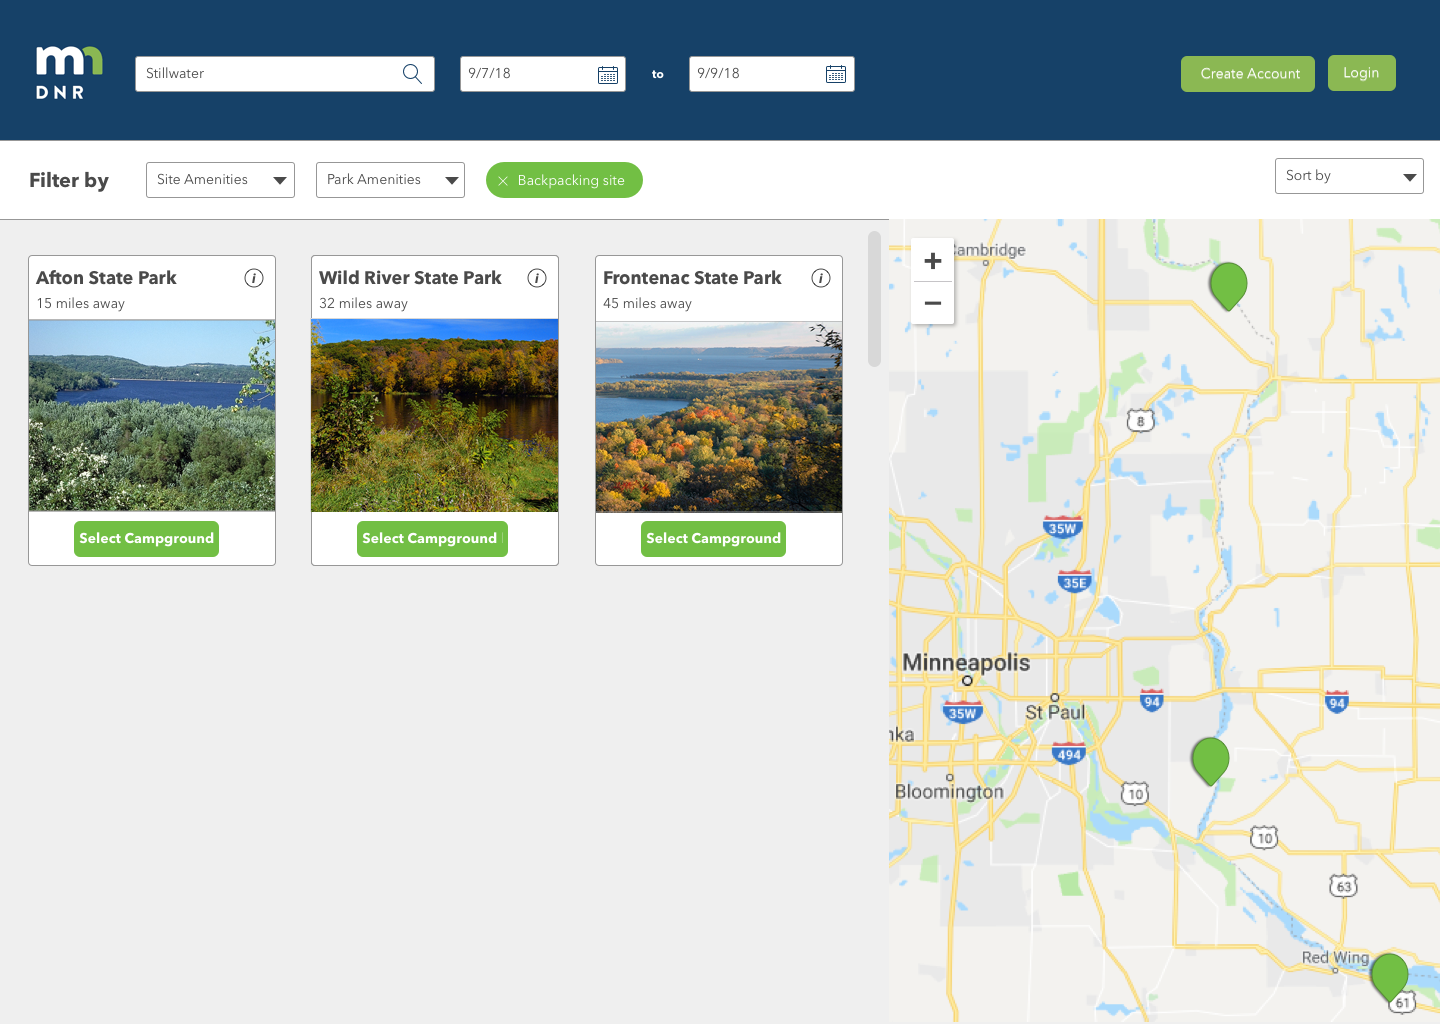 mn
DNR
Stillwater
9/7/18
to
9/9/18
Create Account
Login
Filter by
Site Amenities
Park Amenities
Backpacking site
Sort by
Afton State Park
15 miles away
Select Campground
Wild River State Park
32 miles away
Select Campground
Frontenac State Park
45 miles away
Select Campground
Cambridge
+
−
8
35W
35E
Minneapolis
94
94
35W
St Paul
nka
494
Bloomington
10
10
63
Red Wing
61